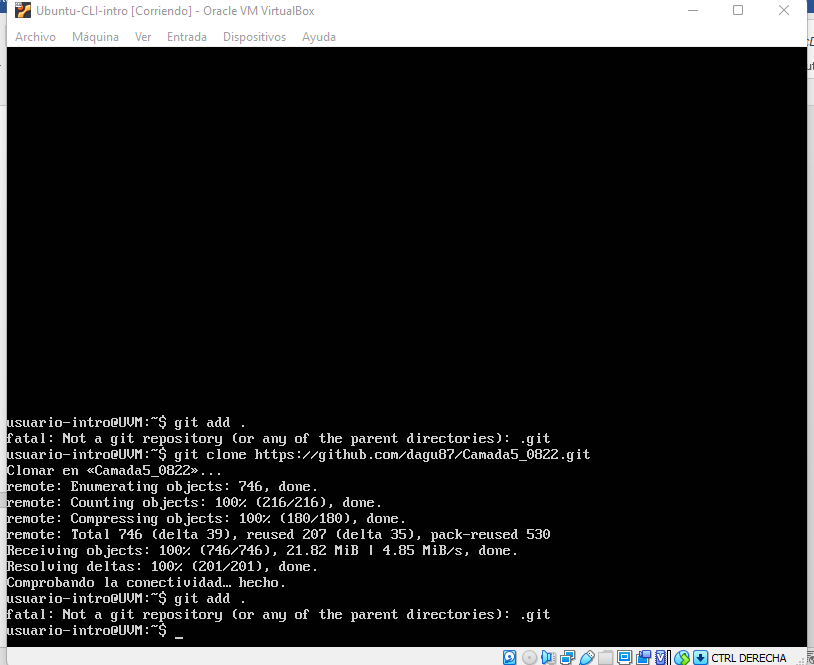 Ubuntu-CLI-intro [Corriendo] - Oracle VM VirtualBox
Archivo Máquina Ver Entrada Dispositivos Ayuda
usuario-intro@UVM:~$ git add .
fatal: Not a git repository (or any of the parent directories): .git
usuario-intro@UVM:~$ git clone https://github.com/dagu87/Camada5_0822.git
Clonar en «Camada5_0822»...
remote: Enumerating objects: 746, done.
remote: Counting objects: 100% (216/216), done.
remote: Compressing objects: 100% (180/180), done.
remote: Total 746 (delta 39), reused 207 (delta 35), pack-reused 530
Receiving objects: 100% (746/746), 21.82 MiB | 4.85 MiB/s, done.
Resolving deltas: 100% (201/201), done.
Comprobando la conectividad… hecho.
usuario-intro@UVM:~$ git add .
fatal: Not a git repository (or any of the parent directories): .git
usuario-intro@UVM:~$ _
CTRL DERECHA